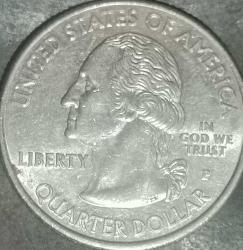 UNITED STATES OF AMERICA
IN
GOD WE
TRUST
LIBERTY
P
QUARTER DOLLAR